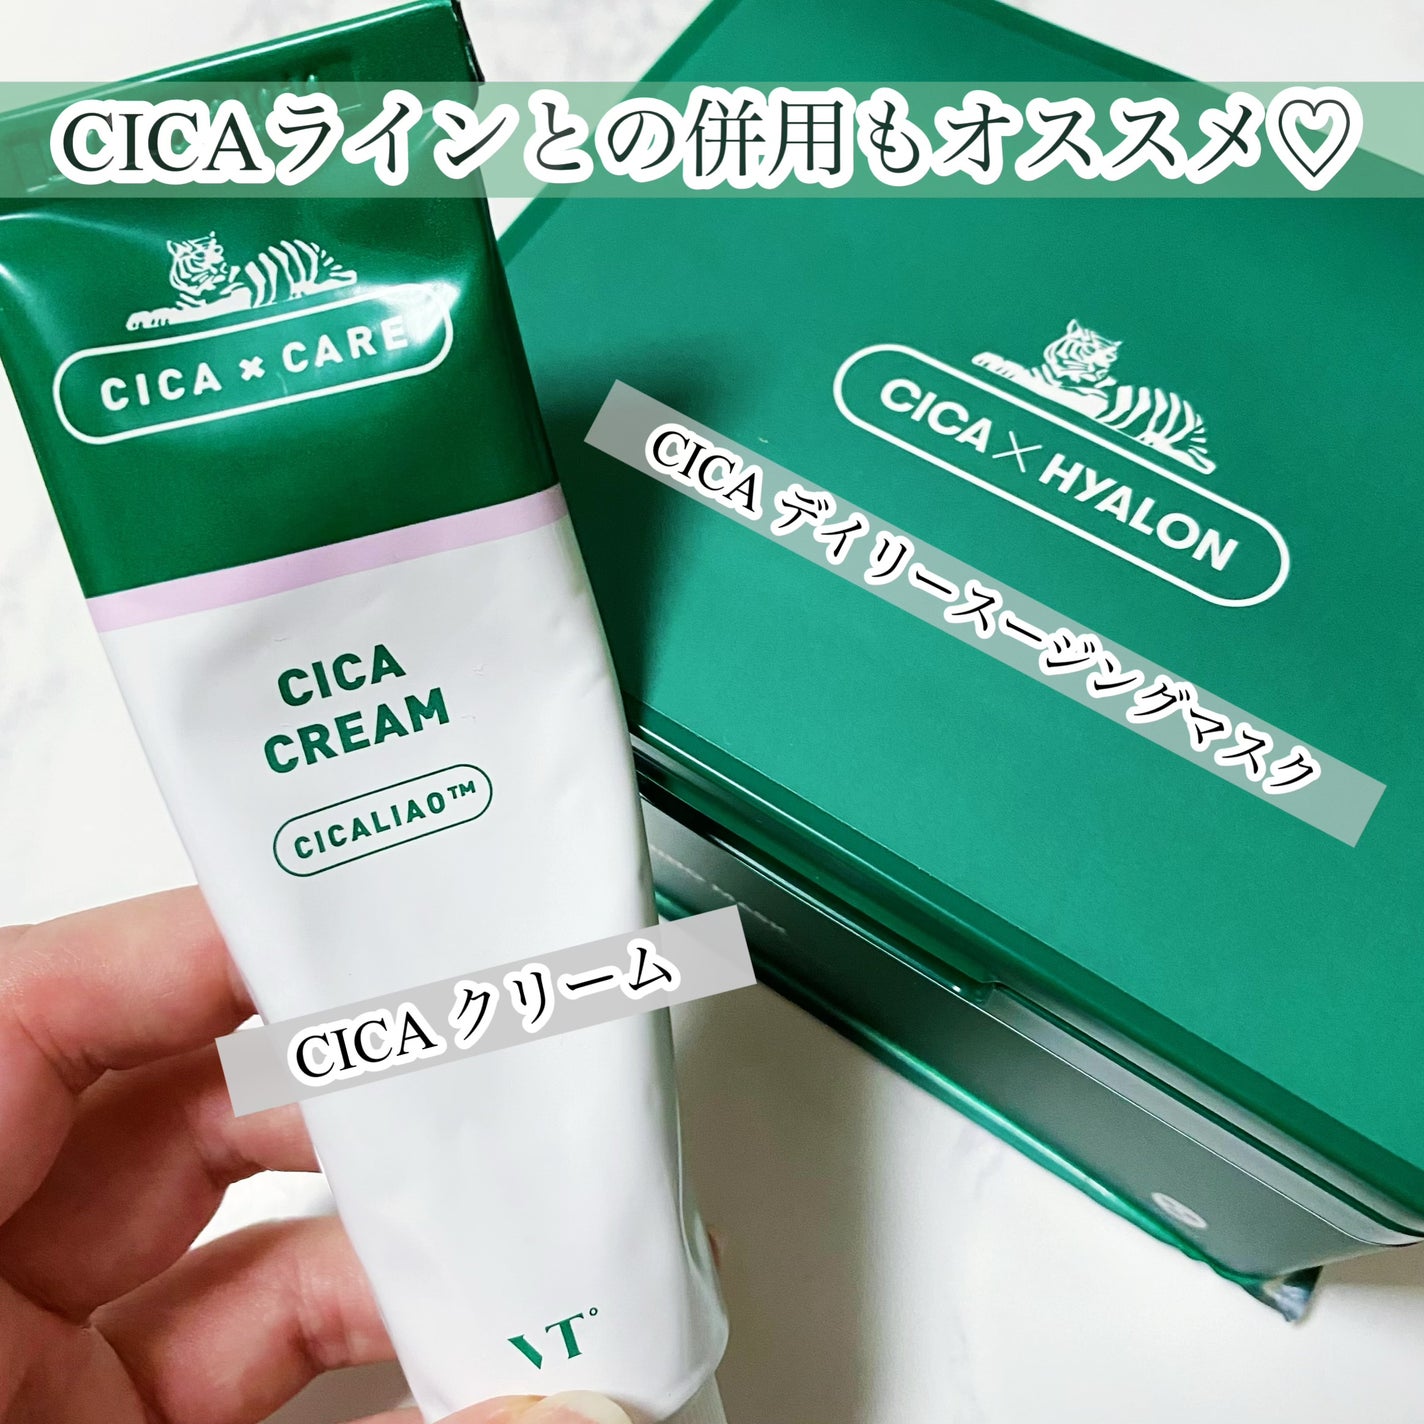 CICAラインとの併用もオススメ♡
CICA × CARE
CICA × HYALON
CICA デイリースージングマスク
CICA
CREAM
CICALIAO™
CICA クリーム
VT°